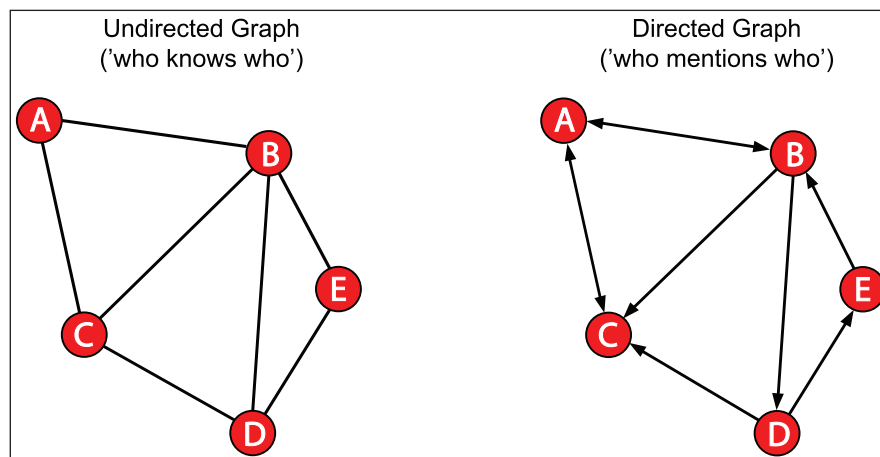 Undirected Graph
('who knows who')
A
B
C
D
E
Directed Graph
('who mentions who')
A
B
C
D
E